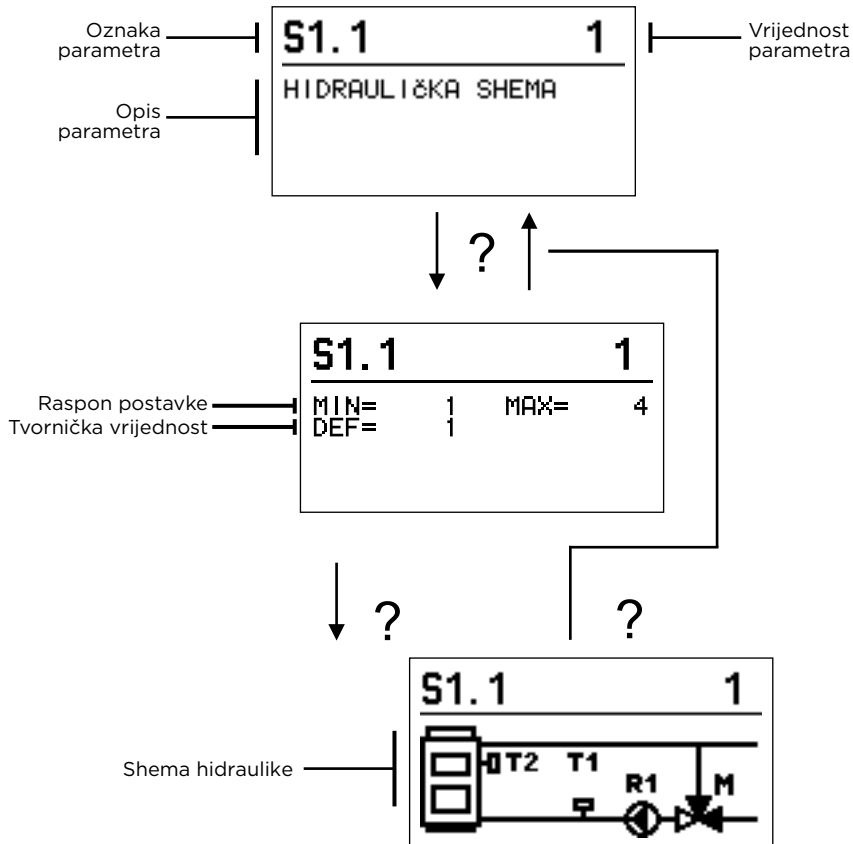 Oznaka
parametra
S1.1 1
Vrijednost
parametra
HIDRAULIčKA SHEMA
Opis
parametra
?
S1.1 1
Raspon postavke
MIN= 1 MAX= 4
Tvornička vrijednost
DEF= 1
? ?
S1.1 1
Shema hidraulike
T2 T1
R1 M